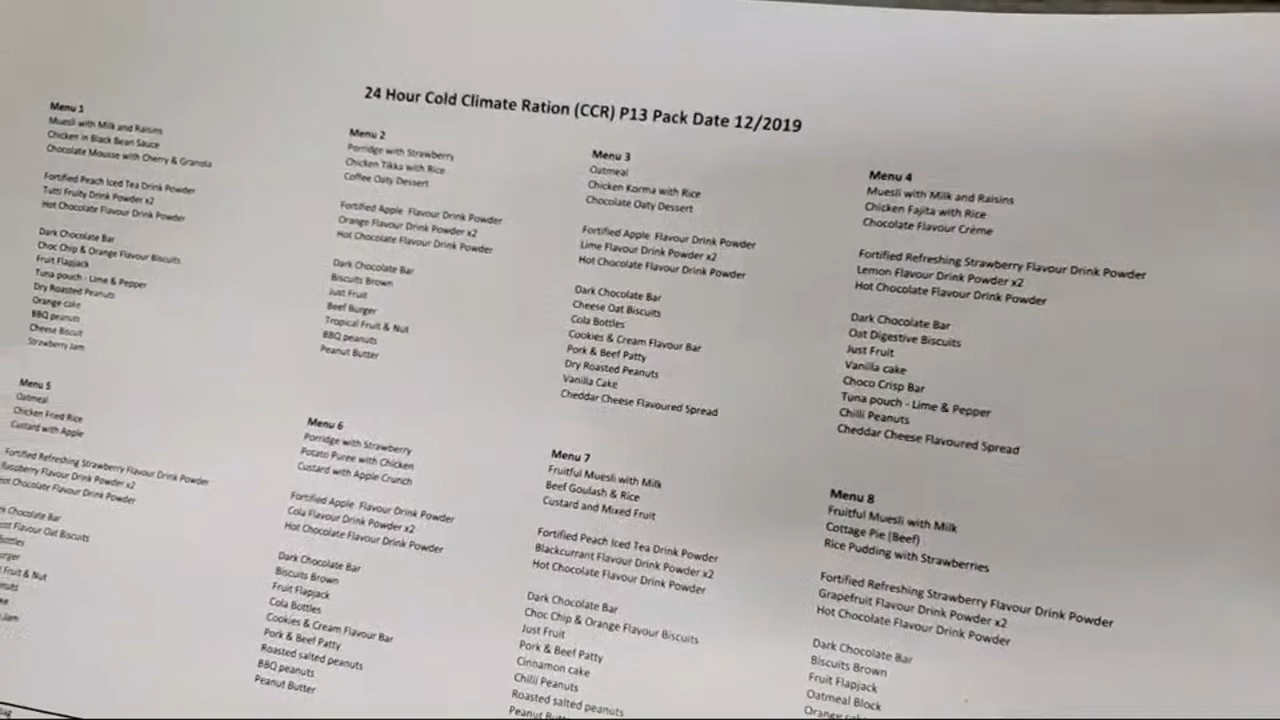 24 Hour Cold Climate Ration (CCR) P13 Pack Date 12/2019
Menu 1
Muesli with Milk and Raisins
Chicken in Black Bean Sauce
Chocolate Mousse with Cherry & Granola
Fortified Peach Iced Tea Drink Powder
Tutti Fruity Drink Powder x2
Hot Chocolate Flavour Drink Powder
Dark Chocolate Bar
Choc Chip & Orange Flavour Biscuits
Fruit Flapjack
Tuna pouch - Lime & Pepper
Dry Roasted Peanuts
Orange cake
BBQ peanuts
Cheese Biscuit
Strawberry Jam
Menu 2
Porridge with Strawberry
Chicken Tikka with Rice
Coffee Oaty Dessert
Fortified Apple Flavour Drink Powder
Orange Flavour Drink Powder x2
Hot Chocolate Flavour Drink Powder
Dark Chocolate Bar
Biscuits Brown
Just Fruit
Beef Burger
Tropical Fruit & Nut
BBQ peanuts
Peanut Butter
Menu 3
Oatmeal
Chicken Korma with Rice
Chocolate Oaty Dessert
Fortified Apple Flavour Drink Powder
Lime Flavour Drink Powder x2
Hot Chocolate Flavour Drink Powder
Dark Chocolate Bar
Cheese Oat Biscuits
Cola Bottles
Cookies & Cream Flavour Bar
Pork & Beef Patty
Dry Roasted Peanuts
Vanilla Cake
Cheddar Cheese Flavoured Spread
Menu 4
Muesli with Milk and Raisins
Chicken Fajita with Rice
Chocolate Flavour Crème
Fortified Refreshing Strawberry Flavour Drink Powder
Lemon Flavour Drink Powder x2
Hot Chocolate Flavour Drink Powder
Dark Chocolate Bar
Oat Digestive Biscuits
Just Fruit
Vanilla cake
Choco Crisp Bar
Tuna pouch - Lime & Pepper
Chilli Peanuts
Cheddar Cheese Flavoured Spread
Menu 5
Oatmeal
Chicken Fried Rice
Custard with Apple
Fortified Refreshing Strawberry Flavour Drink Powder
Raspberry Flavour Drink Powder x2
Hot Chocolate Flavour Drink Powder
Chocolate Bar
Flavour Oat Biscuits
Fruit & Nut
Jam
Menu 6
Porridge with Strawberry
Potato Puree with Chicken
Custard with Apple Crunch
Fortified Apple Flavour Drink Powder
Cola Flavour Drink Powder x2
Hot Chocolate Flavour Drink Powder
Dark Chocolate Bar
Biscuits Brown
Fruit Flapjack
Cola Bottles
Cookies & Cream Flavour Bar
Pork & Beef Patty
Roasted salted peanuts
BBQ peanuts
Peanut Butter
Menu 7
Fruitful Muesli with Milk
Beef Goulash & Rice
Custard and Mixed Fruit
Fortified Peach Iced Tea Drink Powder
Blackcurrant Flavour Drink Powder x2
Hot Chocolate Flavour Drink Powder
Dark Chocolate Bar
Choc Chip & Orange Flavour Biscuits
Just Fruit
Pork & Beef Patty
Cinnamon cake
Chilli Peanuts
Roasted salted peanuts
Peanut Butter
Menu 8
Fruitful Muesli with Milk
Cottage Pie (Beef)
Rice Pudding with Strawberries
Fortified Refreshing Strawberry Flavour Drink Powder
Grapefruit Flavour Drink Powder x2
Hot Chocolate Flavour Drink Powder
Dark Chocolate Bar
Biscuits Brown
Fruit Flapjack
Oatmeal Block
Orange cake